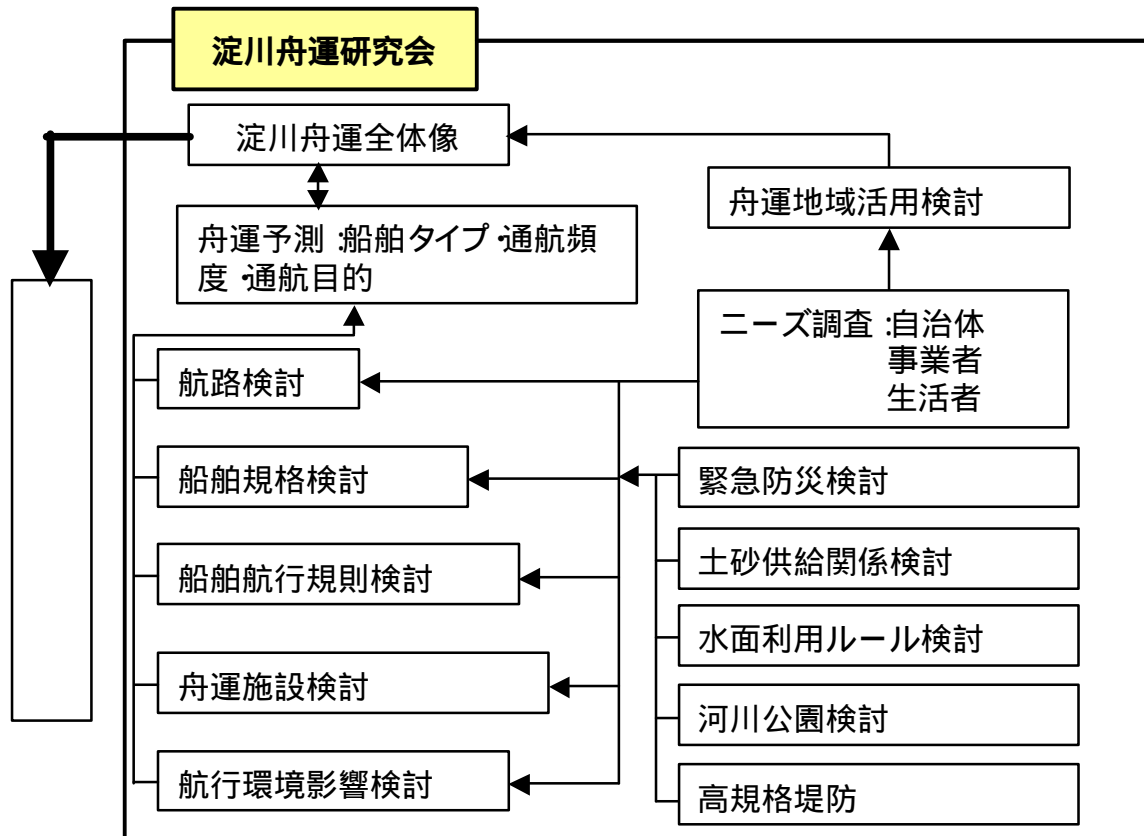 淀川舟運研究会
淀川舟運全体像
舟運地域活用検討
舟運予測:船舶タイプ・通航頻
度・通航目的
ニーズ調査:自治体
事業者
生活者
航路検討
船舶規格検討
緊急防災検討
船舶航行規則検討
土砂供給関係検討
水面利用ルール検討
舟運施設検討
河川公園検討
航行環境影響検討
高規格堤防